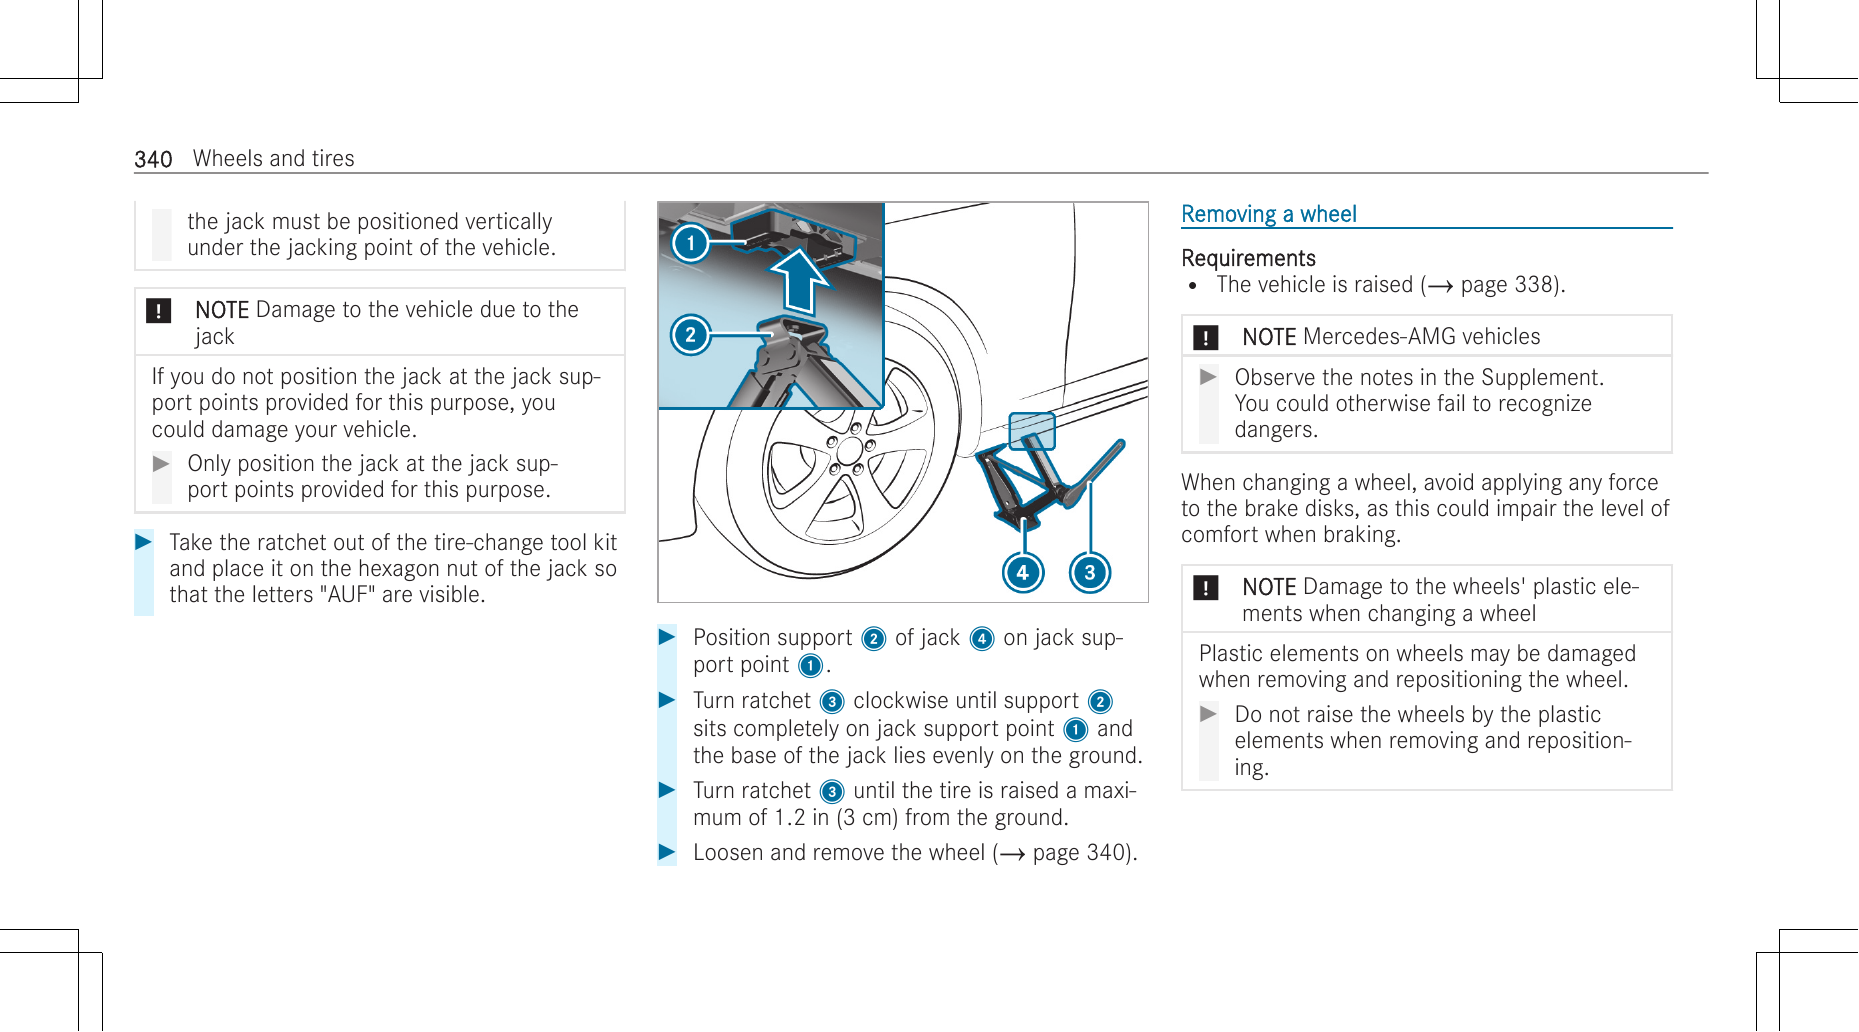 340 Wheels and tires
the jack must be positioned vertically
under the jacking point of the vehicle.
! NOTE Damage to the vehicle due to the
jack
If you do not position the jack at the jack sup-
port points provided for this purpose, you
could damage your vehicle.
▶ Only position the jack at the jack sup-
port points provided for this purpose.
▶ Take the ratchet out of the tire-change tool kit
and place it on the hexagon nut of the jack so
that the letters "AUF" are visible.
1
2
4 3
▶ Position support 2 of jack 4 on jack sup-
port point 1.
▶ Turn ratchet 3 clockwise until support 2
sits completely on jack support point 1 and
the base of the jack lies evenly on the ground.
▶ Turn ratchet 3 until the tire is raised a maxi-
mum of 1.2 in (3 cm) from the ground.
▶ Loosen and remove the wheel (→ page 340).
Removing a wheel
Requirements
• The vehicle is raised (→ page 338).
! NOTE Mercedes-AMG vehicles
▶ Observe the notes in the Supplement.
You could otherwise fail to recognize
dangers.
When changing a wheel, avoid applying any force
to the brake disks, as this could impair the level of
comfort when braking.
! NOTE Damage to the wheels' plastic ele-
ments when changing a wheel
Plastic elements on wheels may be damaged
when removing and repositioning the wheel.
▶ Do not raise the wheels by the plastic
elements when removing and reposition-
ing.